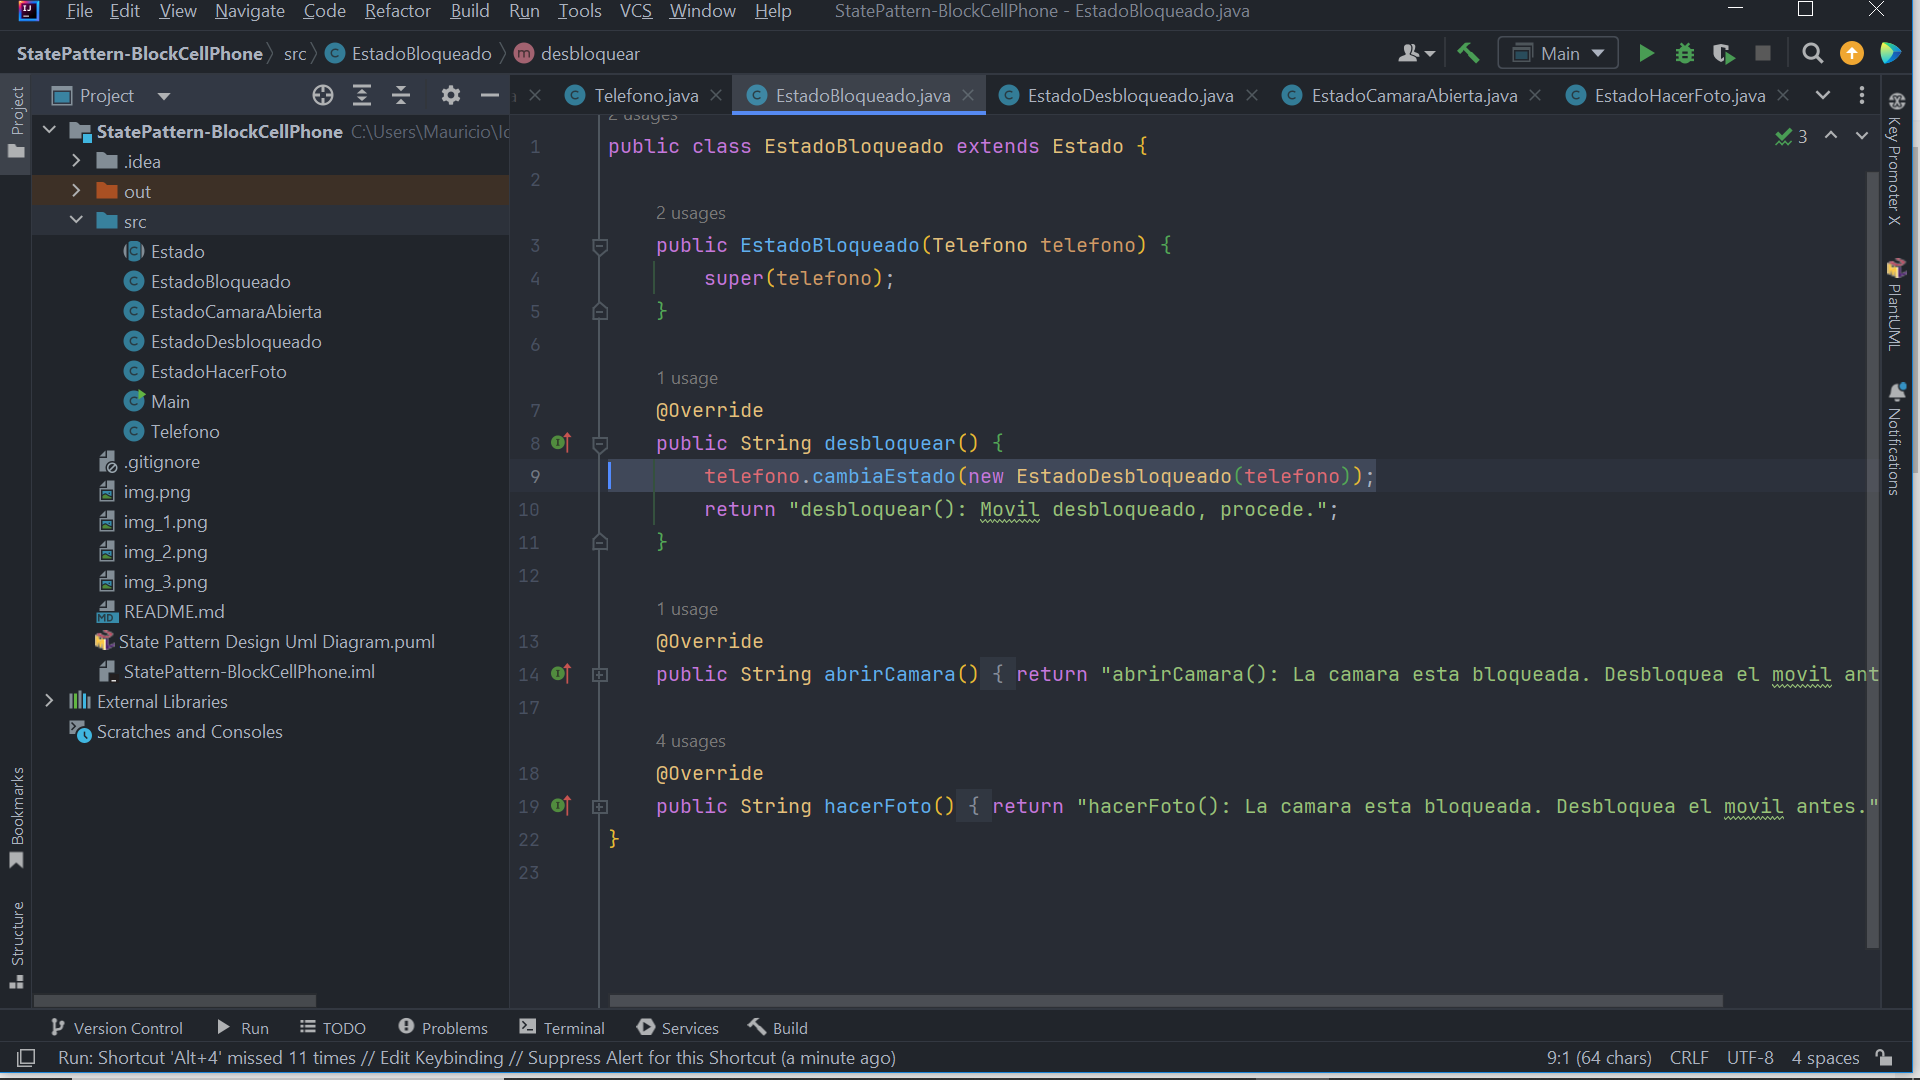 File Edit View Navigate Code Refactor Build Run Tools VCS Window Help StatePattern-BlockCellPhone - EstadoBloqueado.java
StatePattern-BlockCellPhone src EstadoBloqueado desbloquear Main
Project
Telefono.java EstadoBloqueado.java EstadoDesbloqueado.java EstadoCamaraAbierta.java EstadoHacerFoto.java
Project
StatePattern-BlockCellPhone C:\Users\Mauricio\Ic
.idea
out
src
Estado
EstadoBloqueado
EstadoCamaraAbierta
EstadoDesbloqueado
EstadoHacerFoto
Main
Telefono
.gitignore
img.png
img_1.png
img_2.png
img_3.png
README.md
State Pattern Design Uml Diagram.puml
StatePattern-BlockCellPhone.iml
External Libraries
Scratches and Consoles
Bookmarks
Structure
2 usages
1 public class EstadoBloqueado extends Estado {
3
2
2 usages
3 public EstadoBloqueado(Telefono telefono) {
4 super(telefono);
5 }
6
1 usage
7 @Override
8 public String desbloquear() {
9 telefono.cambiaEstado(new EstadoDesbloqueado(telefono));
10 return "desbloquear(): Movil desbloqueado, procede.";
11 }
12
1 usage
13 @Override
14 public String abrirCamara() { return "abrirCamara(): La camara esta bloqueada. Desbloquea el movil ant
17
4 usages
18 @Override
19 public String hacerFoto() { return "hacerFoto(): La camara esta bloqueada. Desbloquea el movil antes."
22 }
23
Key Promoter X
PlantUML
Notifications
Version Control Run TODO Problems Terminal Services Build
Run: Shortcut 'Alt+4' missed 11 times // Edit Keybinding // Suppress Alert for this Shortcut (a minute ago) 9:1 (64 chars) CRLF UTF-8 4 spaces